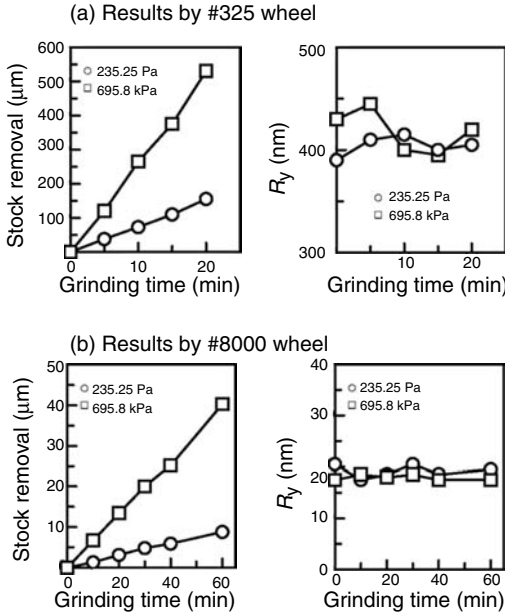 (a) Results by #325 wheel
Stock removal (μm)
600
500
400
300
200
100
0
10
20
Grinding time (min)
235.25 Pa
695.8 kPa
Ry (nm)
500
400
300
0
10
20
Grinding time (min)
235.25 Pa
695.8 kPa
(b) Results by #8000 wheel
Stock removal (μm)
50
40
30
20
10
0
0
20
40
60
Grinding time (min)
235.25 Pa
695.8 kPa
Ry (nm)
40
30
20
10
0
0
20
40
60
Grinding time (min)
235.25 Pa
695.8 kPa